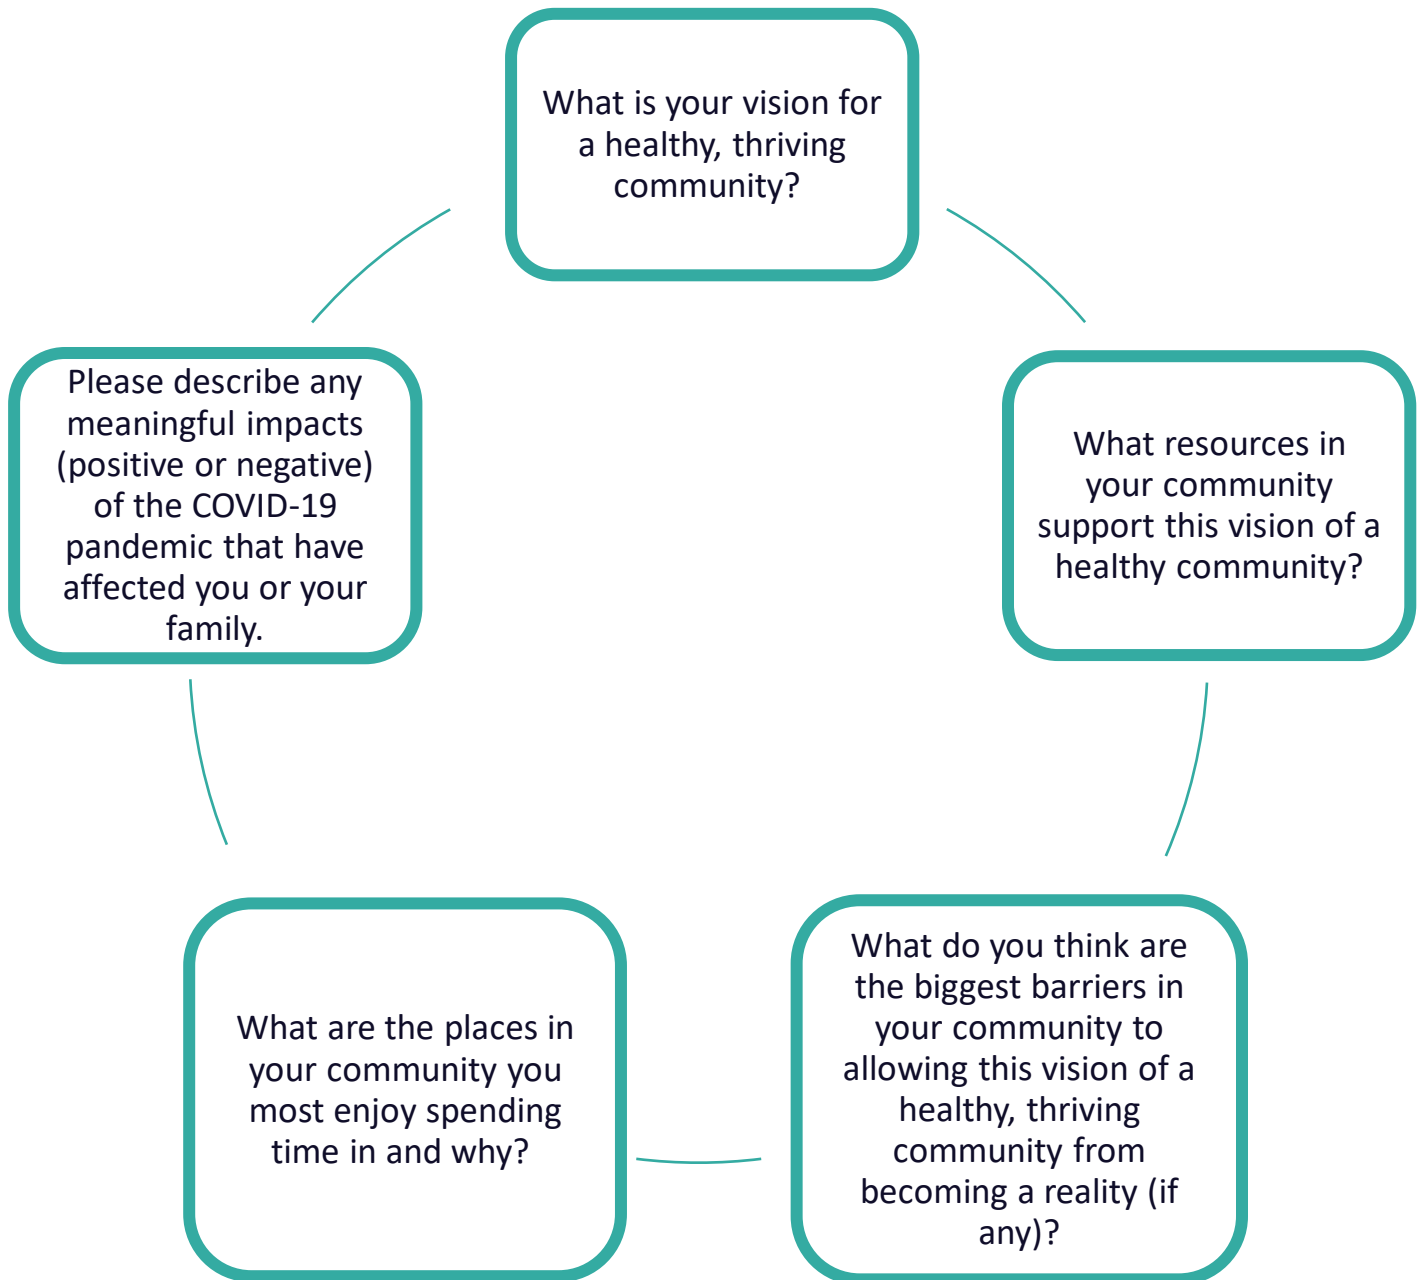 What is your vision for
a healthy, thriving
community?
What resources in
your community
support this vision of a
healthy community?
What do you think are
the biggest barriers in
your community to
allowing this vision of a
healthy, thriving
community from
becoming a reality (if
any)?
What are the places in
your community you
most enjoy spending
time in and why?
Please describe any
meaningful impacts
(positive or negative)
of the COVID-19
pandemic that have
affected you or your
family.